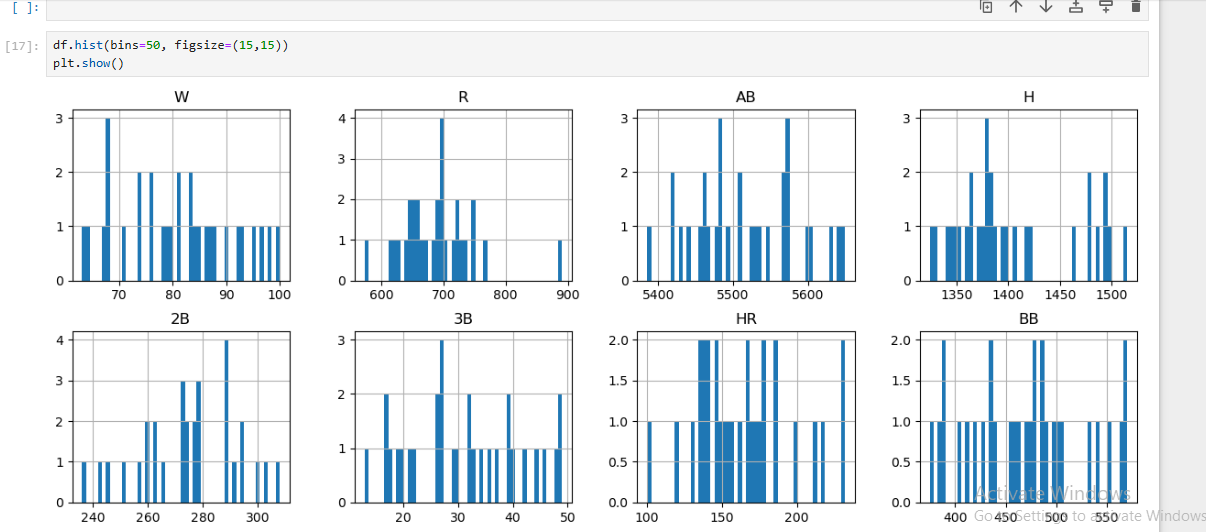 [ ]:
[17]: df.hist(bins=50, figsize=(15,15))
plt.show()
W R AB H
3 4 3 3
3
2 2 2
2
1 1 1 1
0 0 0 0
70 80 90 100 600 700 800 900 5400 5500 5600 1350 1400 1450 1500
2B 3B HR BB
4 3 2.0 2.0
3 1.5 1.5
2
2 1.0 1.0
1
1 0.5 0.5
0 0 0.0 0.0
240 260 280 300 20 30 40 50 100 150 200 400 450 500 550
Activate Windows
Go to Settings to activate Windows